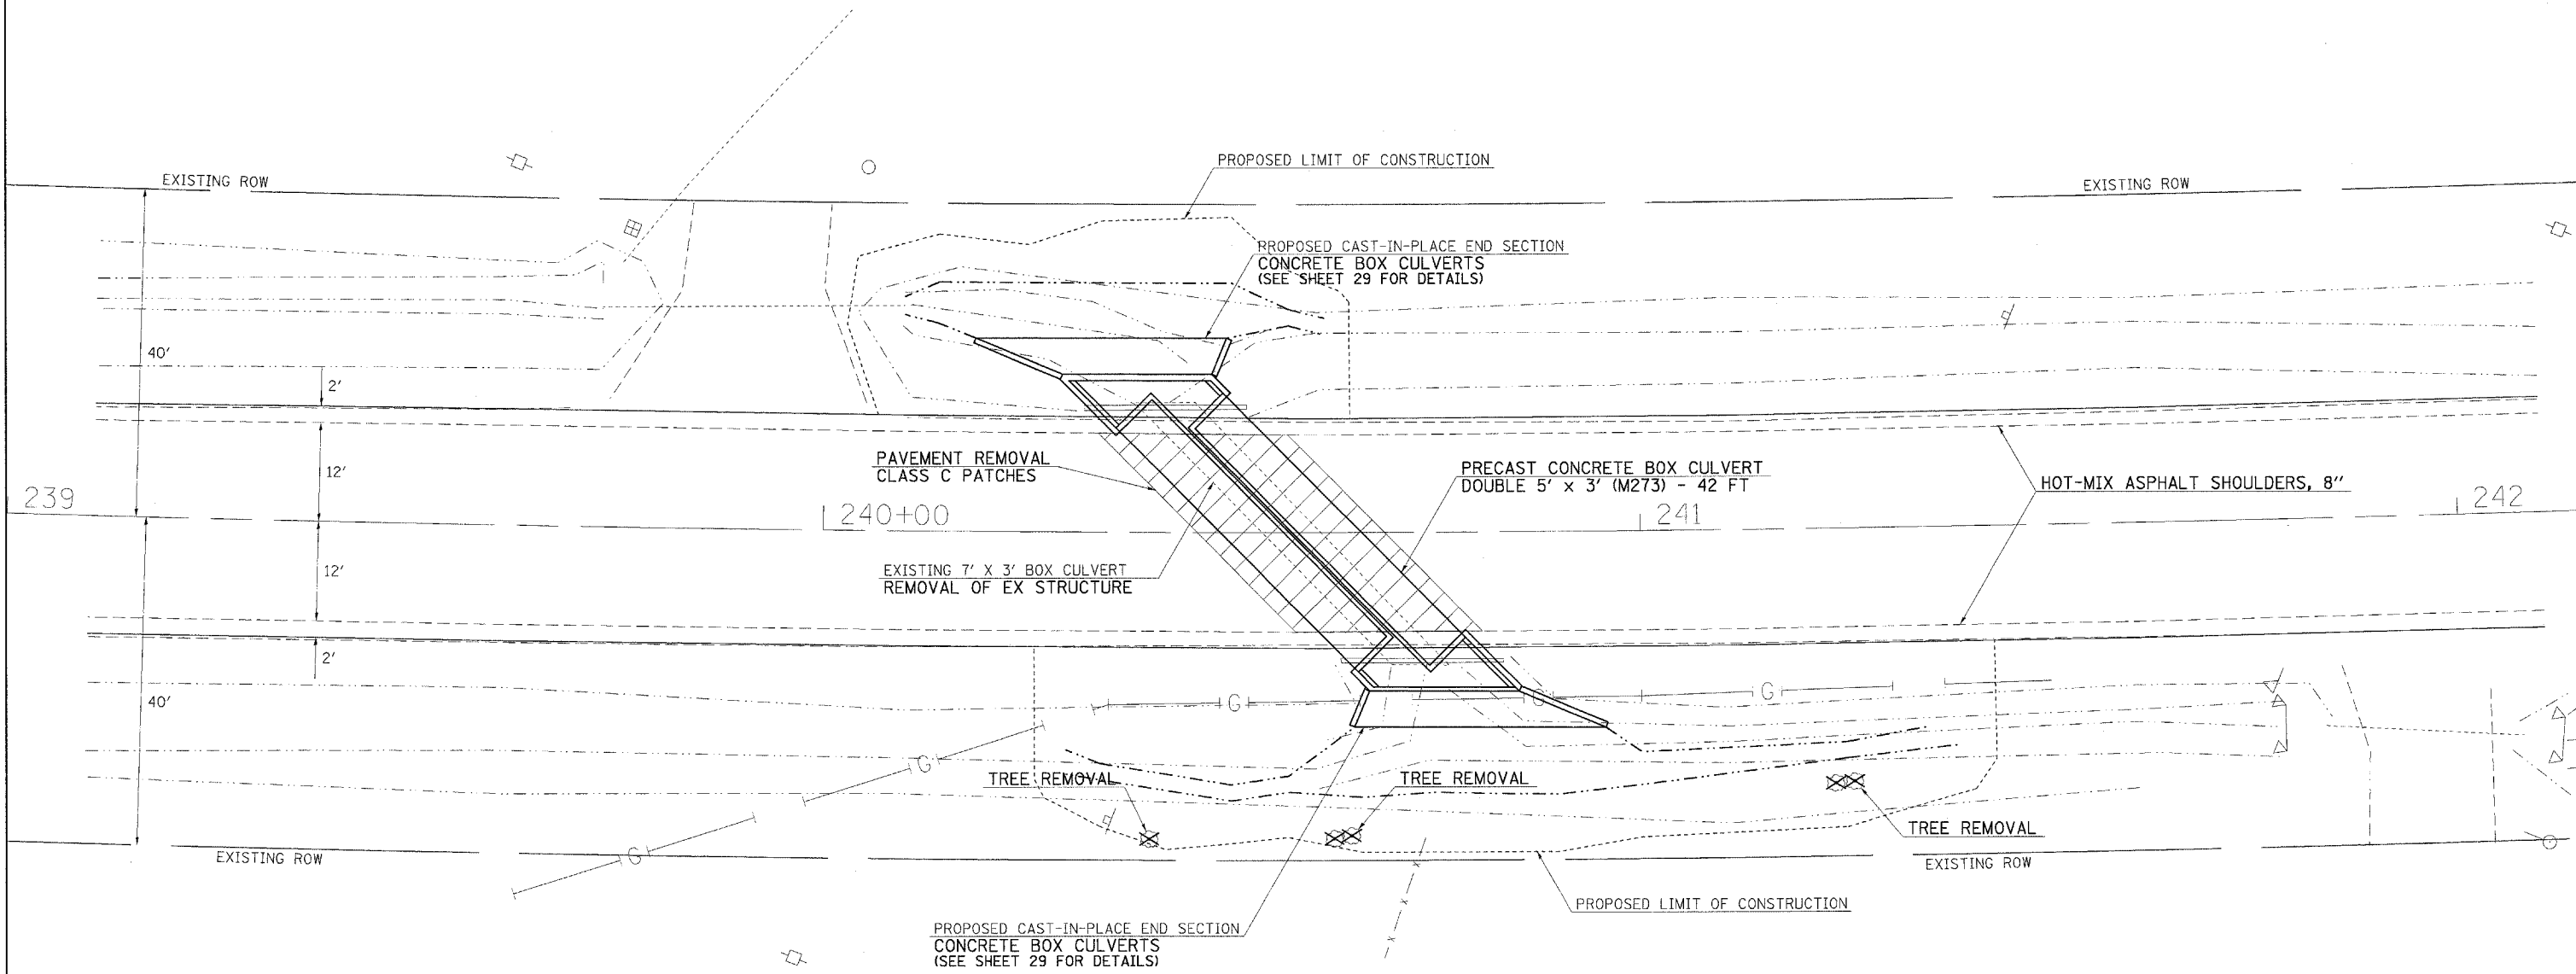 PROPOSED LIMIT OF CONSTRUCTION
EXISTING ROW
EXISTING ROW
PROPOSED CAST-IN-PLACE END SECTION
CONCRETE BOX CULVERTS
(SEE SHEET 29 FOR DETAILS)
40'
2'
12'
PAVEMENT REMOVAL
CLASS C PATCHES
PRECAST CONCRETE BOX CULVERT
DOUBLE 5' x 3' (M273) - 42 FT
HOT-MIX ASPHALT SHOULDERS, 8"
239
240+00
241
242
12'
EXISTING 7' X 3' BOX CULVERT
REMOVAL OF EX STRUCTURE
2'
40'
G
G
G
G
TREE REMOVAL
TREE REMOVAL
TREE REMOVAL
G
EXISTING ROW
EXISTING ROW
PROPOSED LIMIT OF CONSTRUCTION
PROPOSED CAST-IN-PLACE END SECTION
CONCRETE BOX CULVERTS
(SEE SHEET 29 FOR DETAILS)